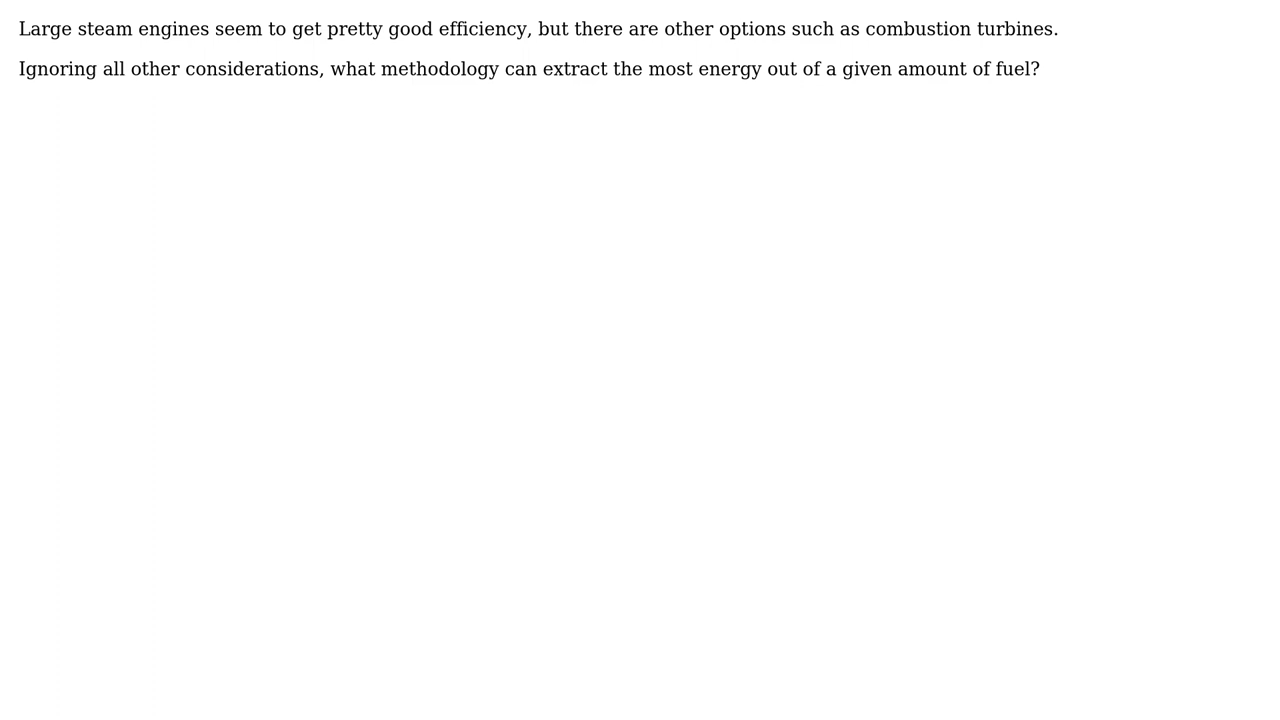 Large steam engines seem to get pretty good efficiency, but there are other options such as combustion turbines.
Ignoring all other considerations, what methodology can extract the most energy out of a given amount of fuel?